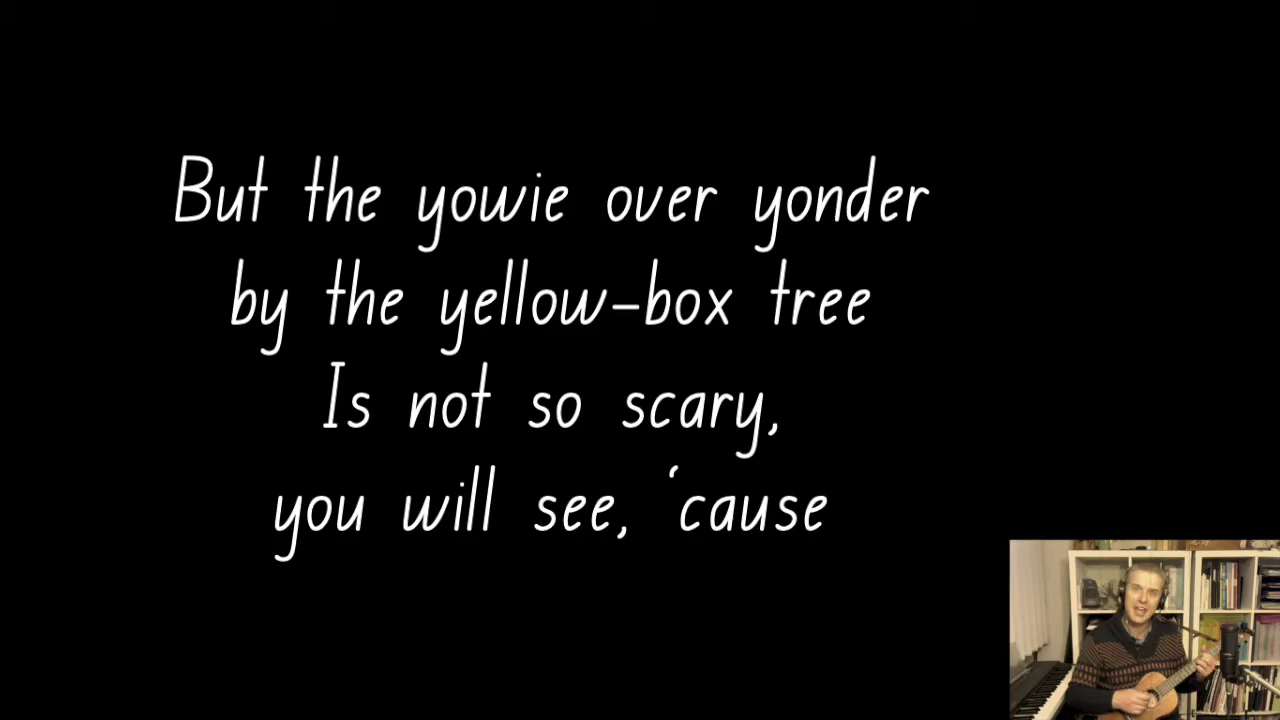 But the yowie over yonder
by the yellow-box tree
Is not so scary,
you will see, ‘cause